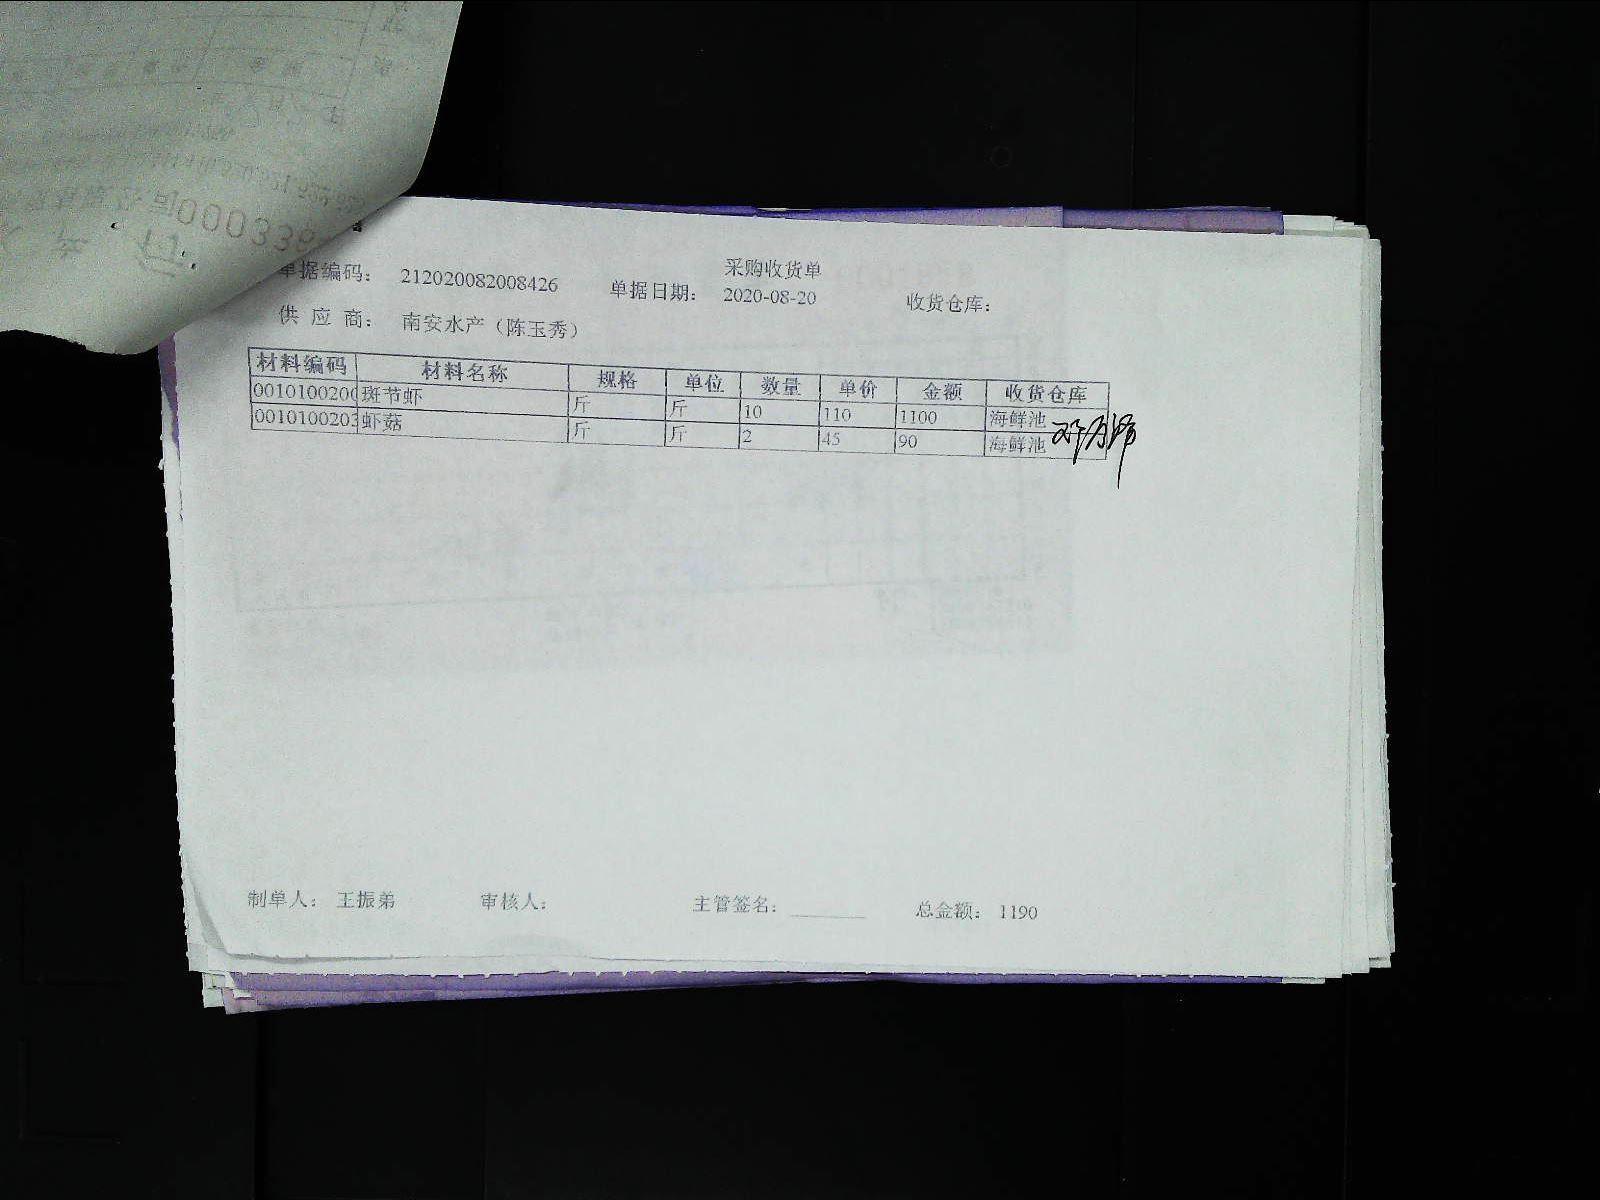 0000339
采购收货单
单据编码： 212020082008426 单据日期： 2020-08-20 收货仓库：
供 应 商： 南安水产（陈玉秀）
材料编码 材料名称 规格 单位 数量 单价 金额 收货仓库
0010100200 斑节虾 斤 斤 10 110 1100 海鲜池
0010100203 虾菇 斤 斤 2 45 90 海鲜池
制单人： 王振弟 审核人： 主管签名： 总金额： 1190